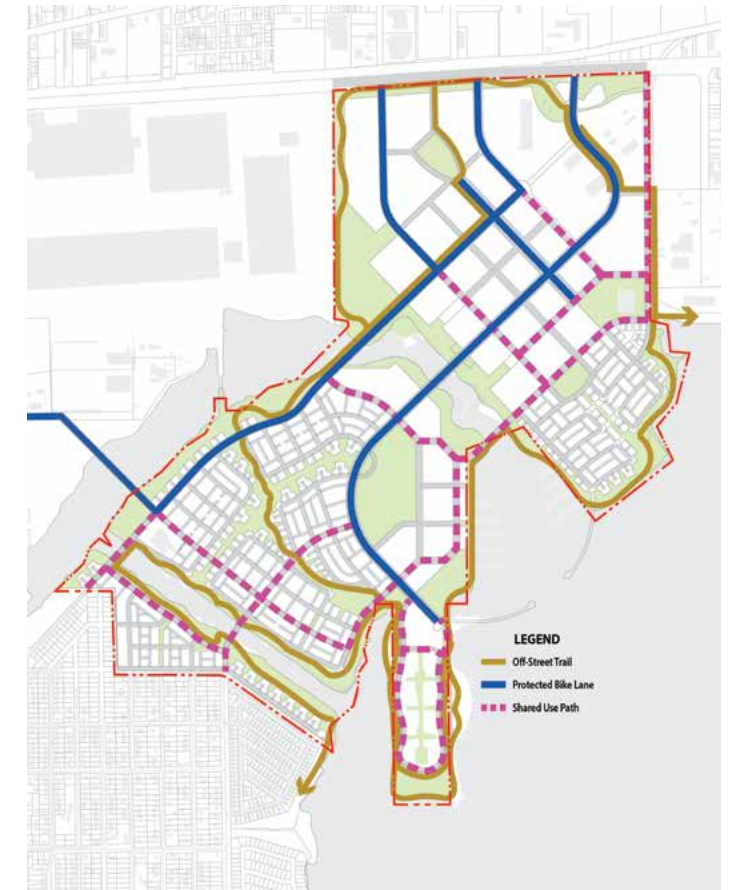 LEGEND
Off-Street Trail
Protected Bike Lane
Shared Use Path